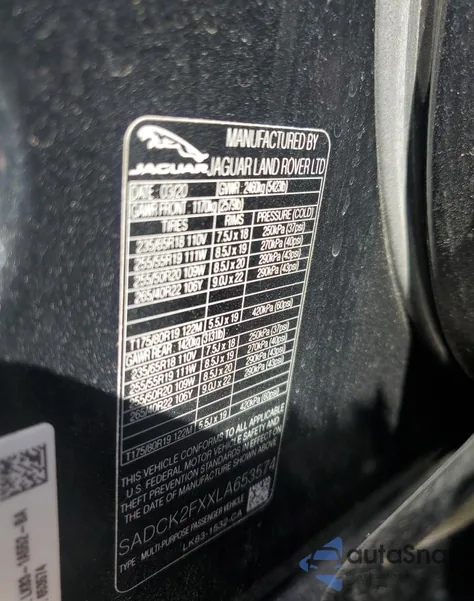 MANUFACTURED BY
JAGUAR JAGUAR LAND ROVER LTD
DATE 03/20 GVWR: 2460kg (5423lb)
GAWR FRONT: 1170kg (2579lb)
TIRES RIMS PRESSURE (COLD)
235/65R18 110V 7.5J x 18 250kPa (37psi)
255/55R19 111W 8.5J x 19 270kPa (40psi)
255/50R20 109W 8.5J x 20 290kPa (43psi)
265/40R22 106Y 9.0J x 22 290kPa (43psi)
T175/80R19 122M 5.5J x 19 420kPa (60psi)
GAWR REAR: 1420kg (3131lb)
235/65R18 110V 7.5J x 18 250kPa (37psi)
255/55R19 111W 8.5J x 19 270kPa (40psi)
255/50R20 109W 8.5J x 20 290kPa (43psi)
265/40R22 106Y 9.0J x 22 290kPa (43psi)
T175/80R19 122M 5.5J x 19 420kPa (60psi)
THIS VEHICLE CONFORMS TO ALL APPLICABLE
U.S. FEDERAL MOTOR VEHICLE SAFETY AND
THEFT PREVENTION STANDARDS IN EFFECT ON
THE DATE OF MANUFACTURE SHOWN ABOVE
SADCK2FXXLA653574
TYPE: MULTI-PURPOSE PASSENGER VEHICLE
LK83-1532-CA
653574
autaSna